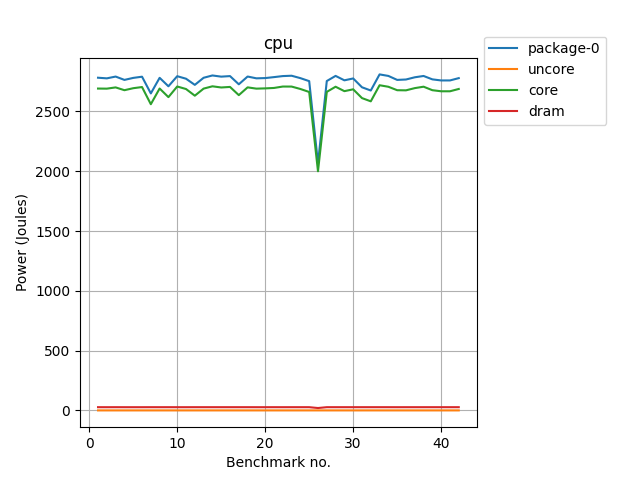 cpu
package-0
uncore
core
dram
Power (Joules)
2500
2000
1500
1000
500
0
0 10 20 30 40
Benchmark no.